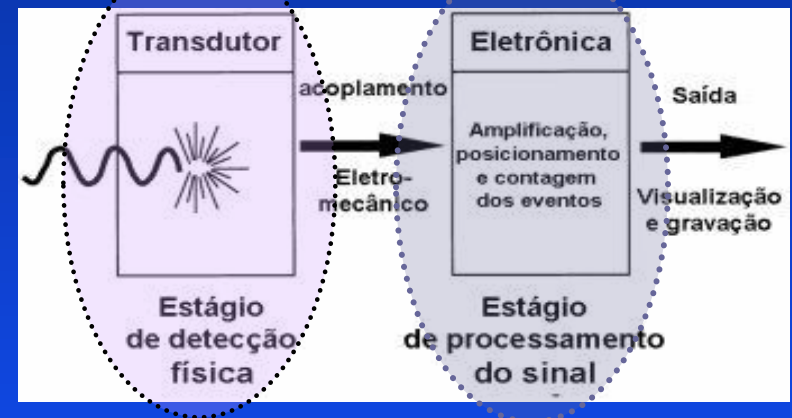 Transdutor
acoplamento
Eletro-
mecânico
Estágio
de detecção
física
Eletrônica
Amplificação,
posicionamento
e contagem
dos eventos
Estágio
de processamento
do sinal
Saída
Visualização
e gravação